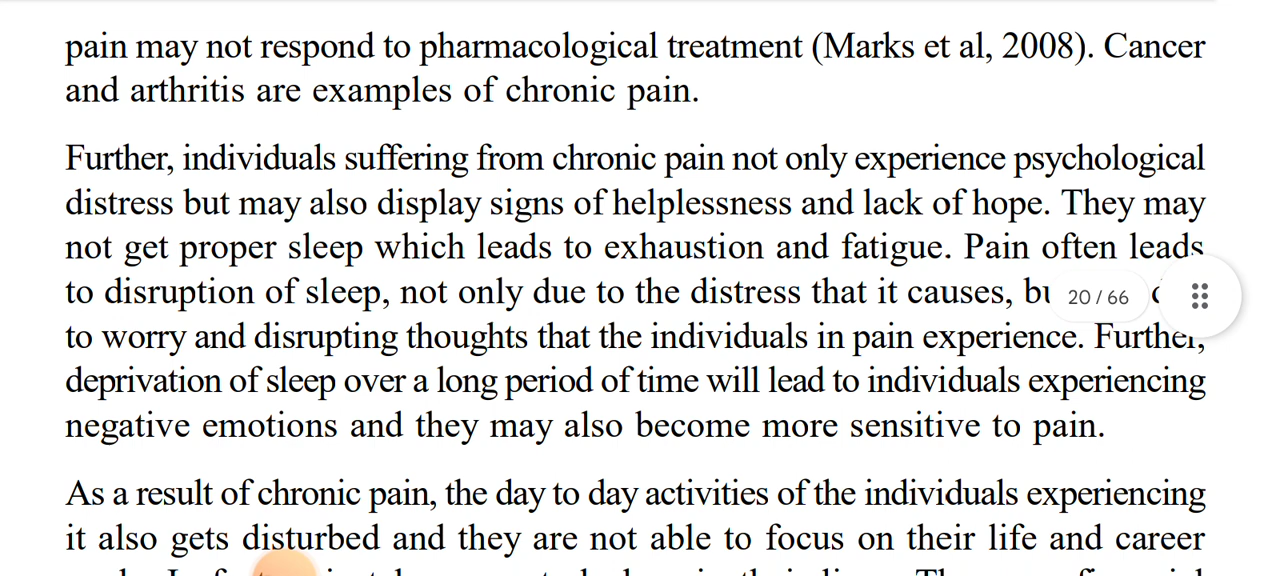 pain may not respond to pharmacological treatment (Marks et al, 2008). Cancer
and arthritis are examples of chronic pain.
Further, individuals suffering from chronic pain not only experience psychological
distress but may also display signs of helplessness and lack of hope. They may
not get proper sleep which leads to exhaustion and fatigue. Pain often leads
to disruption of sleep, not only due to the distress that it causes,
20 / 66
to worry and disrupting thoughts that the individuals in pain experience. Further,
deprivation of sleep over a long period of time will lead to individuals experiencing
negative emotions and they may also become more sensitive to pain.
As a result of chronic pain, the day to day activities of the individuals experiencing
it also gets disturbed and they are not able to focus on their life and career